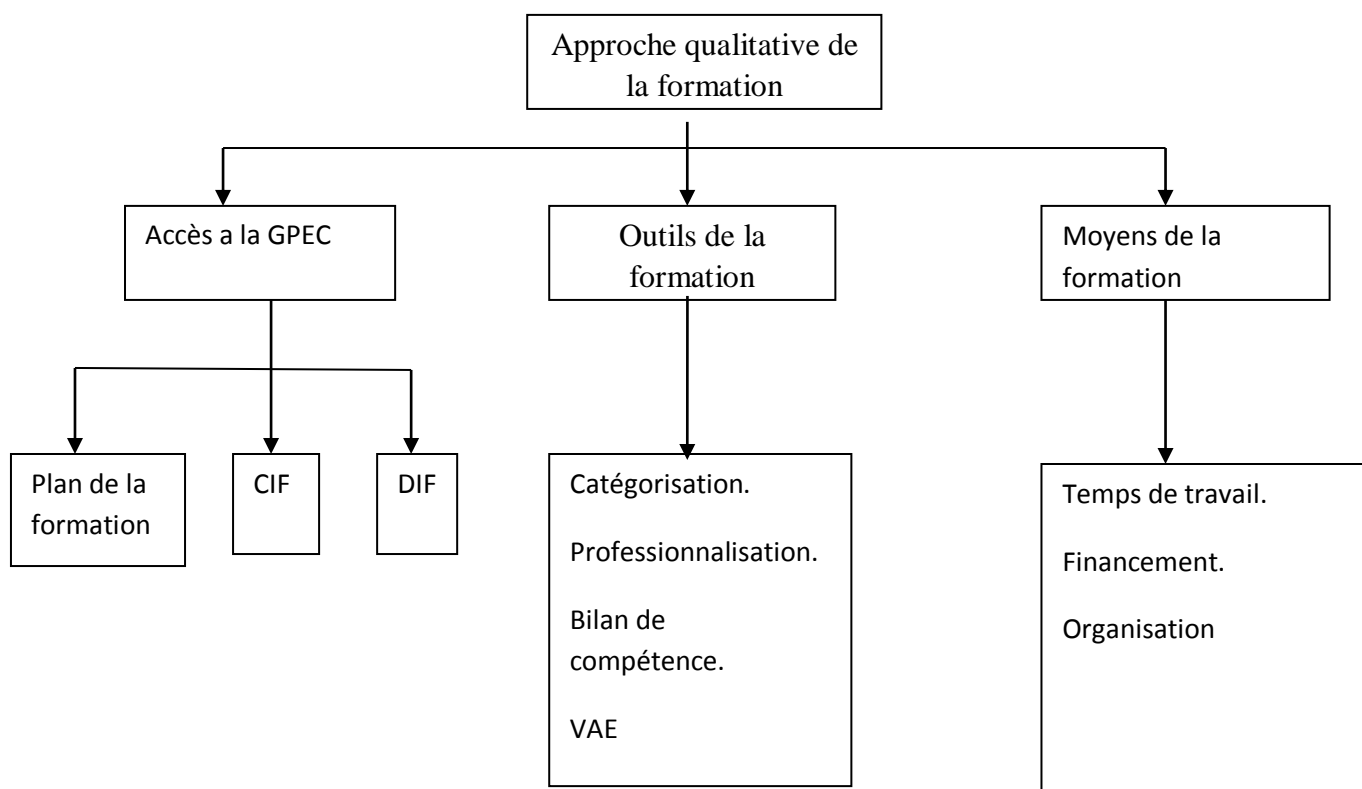 Approche qualitative de
la formation
Accès a la GPEC
Outils de la
formation
Moyens de la
formation
Plan de la
formation
CIF
DIF
Catégorisation.
Professionnalisation.
Bilan de
compétence.
VAE
Temps de travail.
Financement.
Organisation